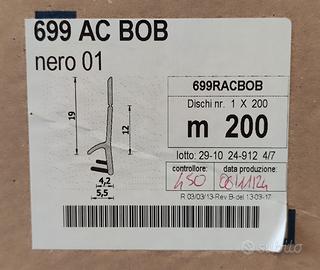 699 AC BOB
nero 01
19
12
4,2
5,5
699RACBOB
Dischi nr. 1 X 200
m 200
lotto: 29-10 24-912 4/7
controllore:
data produzione:
450
06/11/24
R 03/03/13-Rev B-del 13-03-17
subito